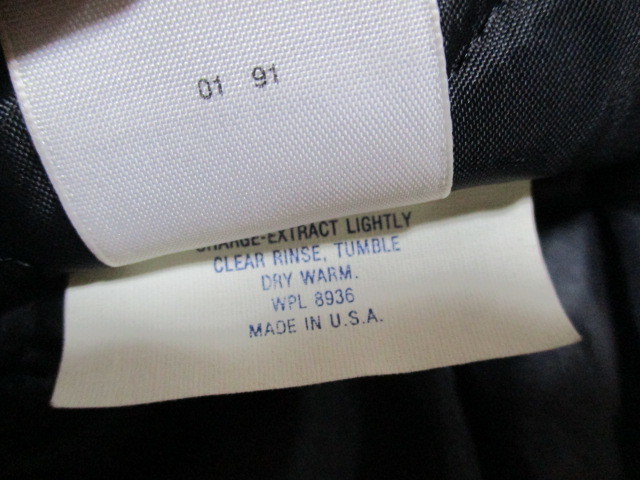 01 91
CHARGE-EXTRACT LIGHTLY
CLEAR RINSE, TUMBLE
DRY WARM.
WPL 8936
MADE IN U.S.A.